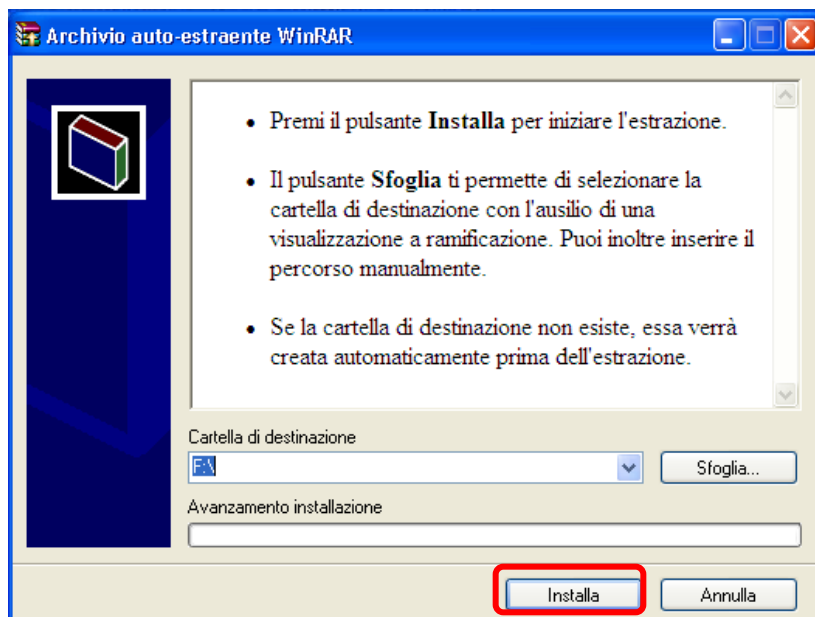 Archivio auto-estraente WinRAR
• Premi il pulsante Installa per iniziare l'estrazione.
• Il pulsante Sfoglia ti permette di selezionare la
cartella di destinazione con l'ausilio di una
visualizzazione a ramificazione. Puoi inoltre inserire il
percorso manualmente.
• Se la cartella di destinazione non esiste, essa verrà
creata automaticamente prima dell'estrazione.
Cartella di destinazione
F:\
Sfoglia...
Avanzamento installazione
Installa
Annulla